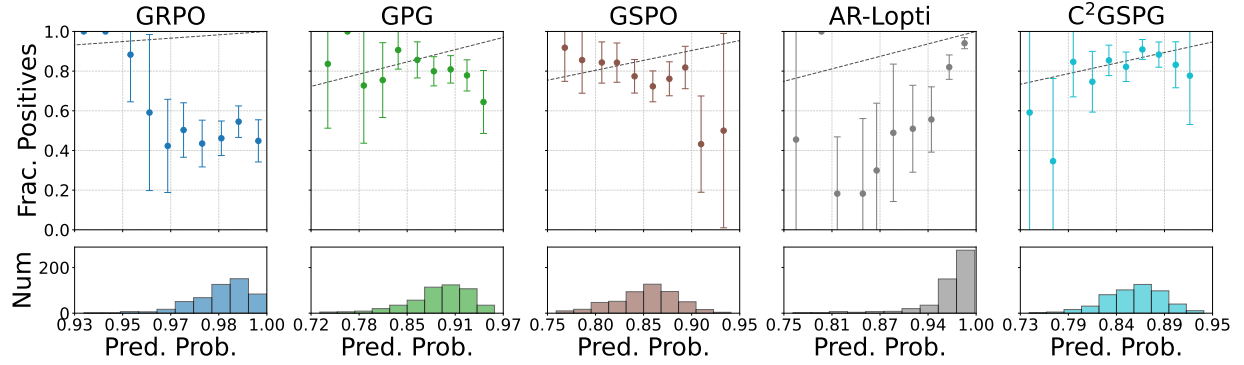 GRPO GPG GSPO AR-Lopti C²GSPG
Frac. Positives
1.0
0.8
0.6
0.4
0.2
0.0
Num
200
0
0.93 0.95 0.97 0.98 1.00
0.72 0.78 0.85 0.91 0.97
0.75 0.80 0.85 0.90 0.95
0.75 0.81 0.87 0.94 1.00
0.73 0.79 0.84 0.89 0.95
Pred. Prob. Pred. Prob. Pred. Prob. Pred. Prob. Pred. Prob.